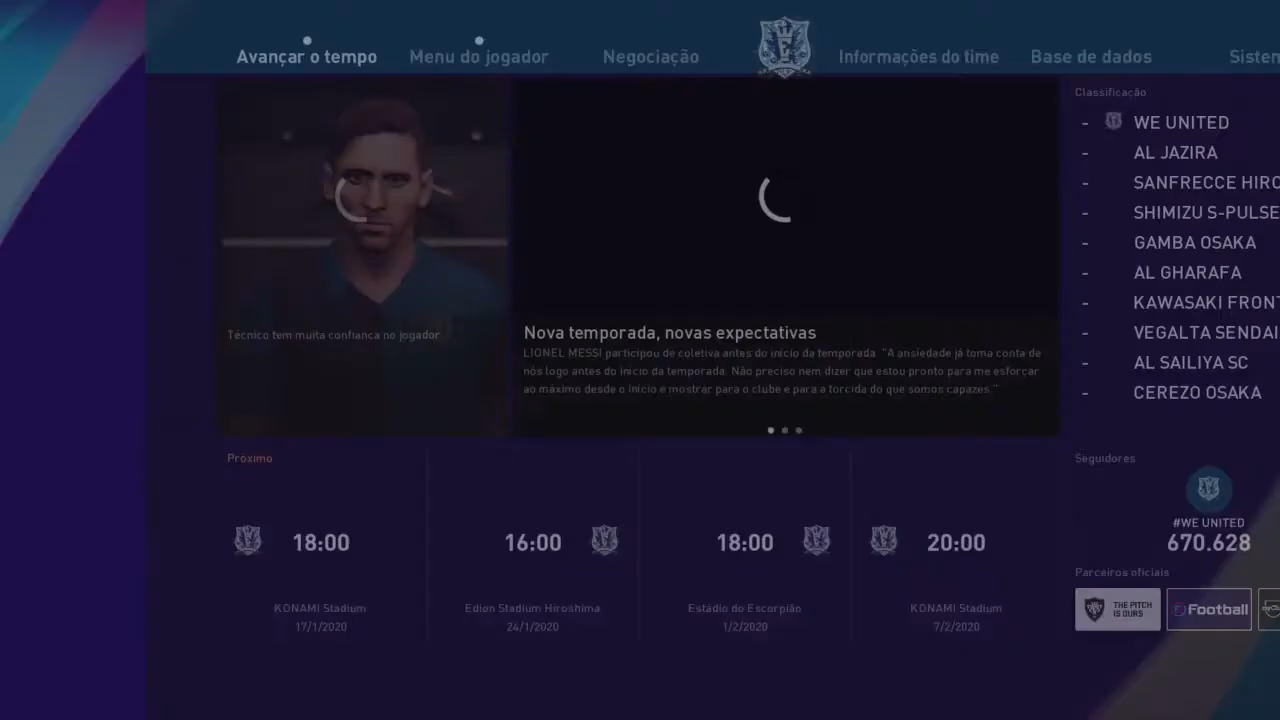 Avançar o tempo
Menu do jogador
Negociação
Informações do time
Base de dados
Sisten
Classificação
- WE UNITED
- AL JAZIRA
- SANFRECCE HIRO
- SHIMIZU S-PULSE
- GAMBA OSAKA
- AL GHARAFA
- KAWASAKI FRONT
- VEGALTA SENDAI
- AL SAILIYA SC
- CEREZO OSAKA
Técnico tem muita confiança no jogador
Nova temporada, novas expectativas
LIONEL MESSI participou de coletiva antes do início da temporada. "A ansiedade já toma conta de
nós logo antes do início da temporada. Não preciso nem dizer que estou pronto para me esforçar
ao máximo desde o início e mostrar para o clube e para a torcida do que somos capazes."
Próximo
18:00
KONAMI Stadium
17/1/2020
16:00
Edion Stadium Hiroshima
24/1/2020
18:00
Estádio do Escorpião
1/2/2020
20:00
KONAMI Stadium
7/2/2020
Seguidores
#WE UNITED
670.628
Parceiros oficiais
THE PITCH
IS OURS
eFootball